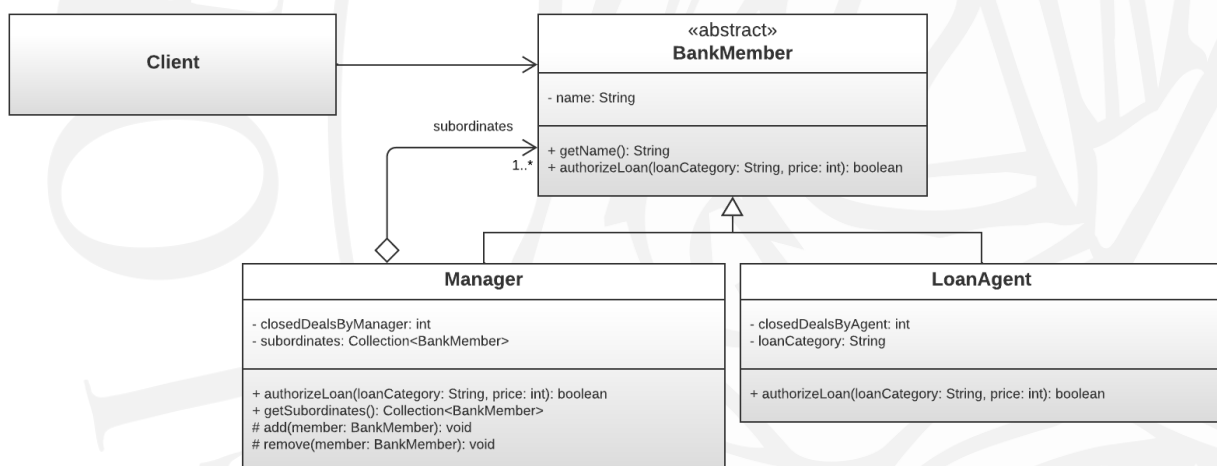 Client
«abstract»
BankMember
- name: String
+ getName(): String
+ authorizeLoan(loanCategory: String, price: int): boolean
subordinates
1..*
Manager
- closedDealsByManager: int
- subordinates: Collection<BankMember>
+ authorizeLoan(loanCategory: String, price: int): boolean
+ getSubordinates(): Collection<BankMember>
# add(member: BankMember): void
# remove(member: BankMember): void
LoanAgent
- closedDealsByAgent: int
- loanCategory: String
+ authorizeLoan(loanCategory: String, price: int): boolean